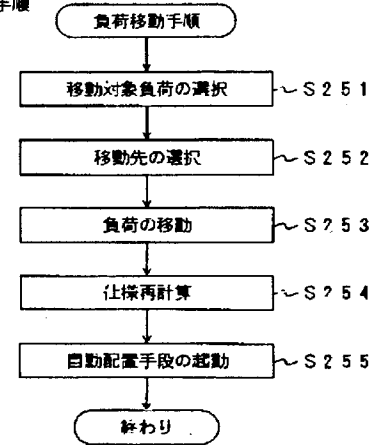 手順
負荷移動手順
移動対象負荷の選択 S251
移動先の選択 S252
負荷の移動 S253
仕様再計算 S254
自動配置手段の起動 S255
終わり